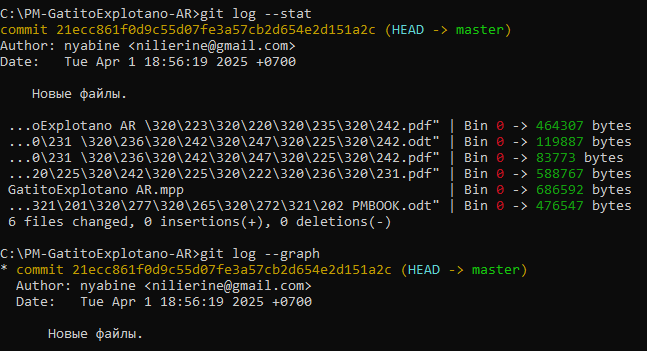 C:\PM-GatitoExplotano-AR>git log --stat
commit 21ecc861f0d9c55d07fe3a57cb2d654e2d151a2c (HEAD -> master)
Author: nyabine <nilierine@gmail.com>
Date:   Tue Apr 1 18:56:19 2025 +0700
Новые файлы.
...oExplotano AR \320\223\320\220\320\235\320\242.pdf" | Bin 0 -> 464307 bytes
...0\231 \320\236\320\242\320\247\320\225\320\242.odt" | Bin 0 -> 119887 bytes
...0\231 \320\236\320\242\320\247\320\225\320\242.pdf" | Bin 0 -> 83773 bytes
...20\225\320\242\320\225\320\222\320\236\320\231.pdf" | Bin 0 -> 588767 bytes
GatitoExplotano AR.mpp | Bin 0 -> 686592 bytes
...321\201\320\277\320\265\320\272\321\202 PMBOOK.odt" | Bin 0 -> 476547 bytes
6 files changed, 0 insertions(+), 0 deletions(-)
C:\PM-GatitoExplotano-AR>git log --graph
* commit 21ecc861f0d9c55d07fe3a57cb2d654e2d151a2c (HEAD -> master)
Author: nyabine <nilierine@gmail.com>
Date:   Tue Apr 1 18:56:19 2025 +0700
Новые файлы.